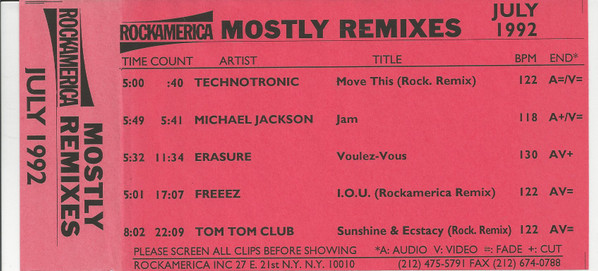 ROCKAMERICA
MOSTLY REMIXES
JULY 1992
ROCKAMERICA MOSTLY REMIXES JULY 1992
TIME COUNT ARTIST TITLE BPM END*
5:00 :40 TECHNOTRONIC Move This (Rock. Remix) 122 A=/V=
5:49 5:41 MICHAEL JACKSON Jam 118 A+/V=
5:32 11:34 ERASURE Voulez-Vous 130 AV+
5:01 17:07 FREEEZ I.O.U. (Rockamerica Remix) 122 AV=
8:02 22:09 TOM TOM CLUB Sunshine & Ecstacy (Rock. Remix) 122 AV=
PLEASE SCREEN ALL CLIPS BEFORE SHOWING *A: AUDIO V: VIDEO =: FADE +: CUT
ROCKAMERICA INC 27 E. 21st N.Y. N.Y. 10010 (212) 475-5791 FAX (212) 674-0788